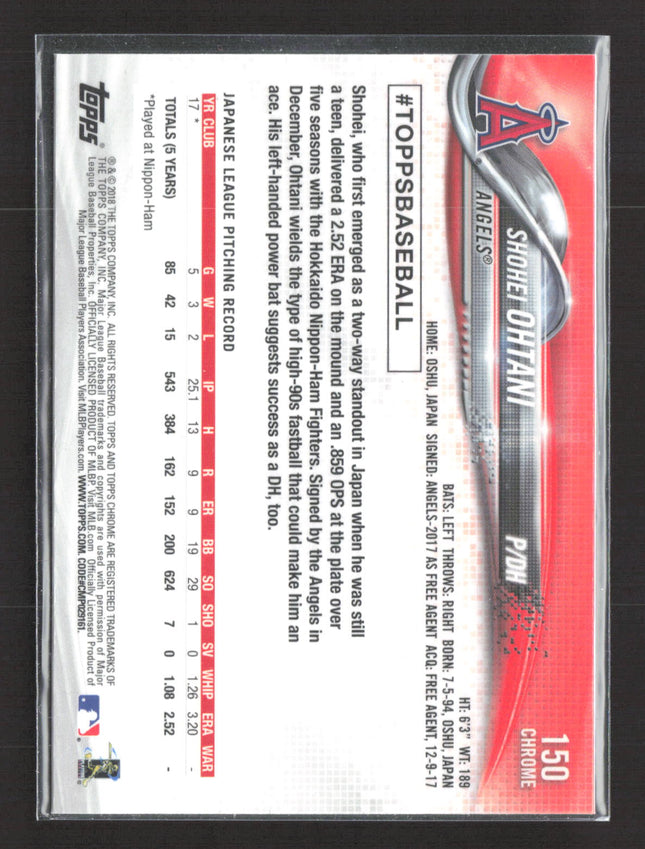 150
CHROME
A
SHOHEI OHTANI P/DH
ANGELS®
HT: 6'3" WT: 189
BATS: LEFT THROWS: RIGHT BORN: 7-5-94, OSHU, JAPAN
HOME: OSHU, JAPAN SIGNED: ANGELS–2017 AS FREE AGENT ACQ: FREE AGENT, 12-9-17
#TOPPSBASEBALL
Shohei, who first emerged as a two-way standout in Japan when he was still
a teen, delivered a 2.52 ERA on the mound and an .859 OPS at the plate over
five seasons with the Hokkaido Nippon-Ham Fighters. Signed by the Angels in
December, Ohtani wields the type of high-90s fastball that could make him an
ace. His left-handed power bat suggests success as a DH, too.
JAPANESE LEAGUE PITCHING RECORD
YR CLUB G W L IP H R ER BB SO SHO SV WHIP ERA WAR
17 * 5 3 2 25.1 13 9 9 19 29 1 0 1.26 3.20 -
TOTALS (5 YEARS) 85 42 15 543 384 162 152 200 624 7 0 1.08 2.52 -
*Played at Nippon-Ham
topps®
® & © 2018 THE TOPPS COMPANY, INC. ALL RIGHTS RESERVED. TOPPS AND TOPPS CHROME ARE REGISTERED TRADEMARKS OF
THE TOPPS COMPANY, INC. Major League Baseball trademarks and copyrights are used with permission of Major
League Baseball Properties, Inc. OFFICIALLY LICENSED PRODUCT OF MLBP. Visit MLB.com Officially Licensed Product of
Major League Baseball Players Association. Visit MLBPlayers.com. WWW.TOPPS.COM. CODE#CMP029161.